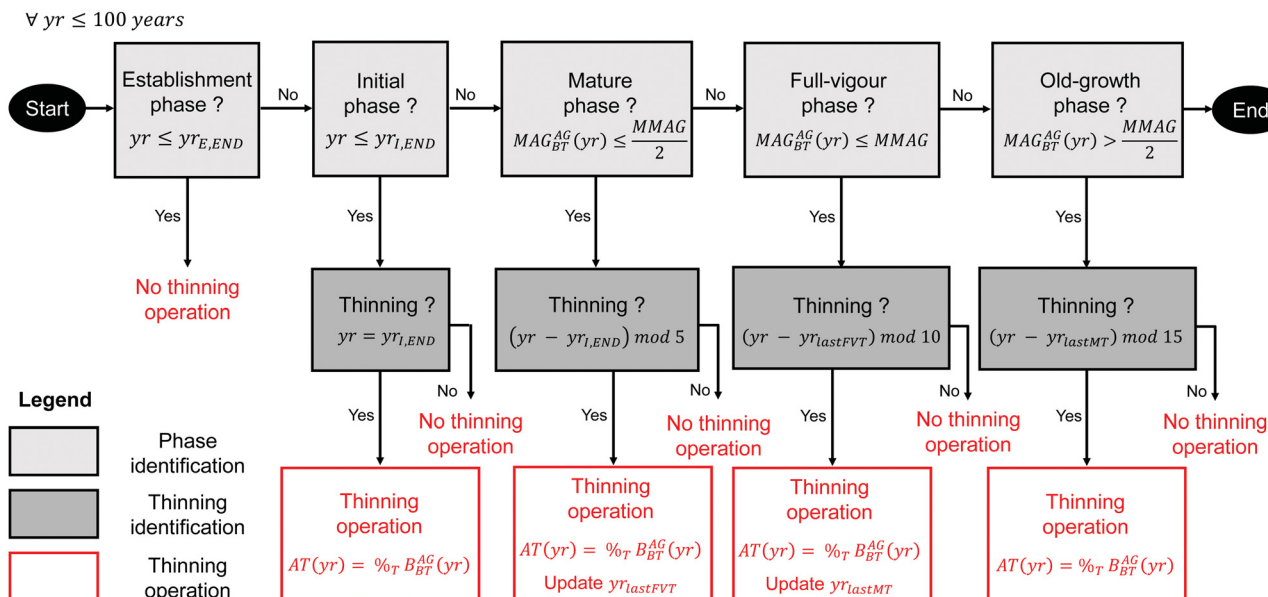 ∀ yr ≤ 100 years
Start
Establishment
phase ?
yr ≤ yr_{E,END}
No
Initial
phase ?
yr ≤ yr_{I,END}
No
Mature
phase ?
MAG_{BT}^{AG}(yr) ≤ MMAG/2
No
Full-vigour
phase ?
MAG_{BT}^{AG}(yr) ≤ MMAG
No
Old-growth
phase ?
MAG_{BT}^{AG}(yr) > MMAG/2
End
Yes
Yes
Yes
Yes
Yes
No thinning
operation
Thinning ?
yr = yr_{I,END}
Thinning ?
(yr − yr_{I,END}) mod 5
Thinning ?
(yr − yr_{lastFVT}) mod 10
Thinning ?
(yr − yr_{lastMT}) mod 15
No
No
No
No
No thinning
operation
No thinning
operation
No thinning
operation
No thinning
operation
Yes
Yes
Yes
Yes
Thinning
operation
AT(yr) = %_T B_{BT}^{AG}(yr)
Thinning
operation
AT(yr) = %_T B_{BT}^{AG}(yr)
Update yr_{lastFVT}
Thinning
operation
AT(yr) = %_T B_{BT}^{AG}(yr)
Update yr_{lastMT}
Thinning
operation
AT(yr) = %_T B_{BT}^{AG}(yr)
Legend
Phase
identification
Thinning
identification
Thinning
operation